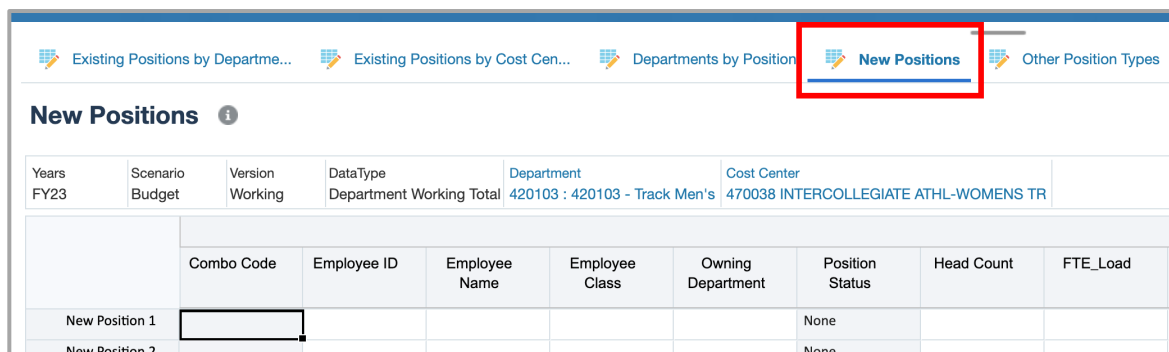 Existing Positions by Departme... Existing Positions by Cost Cen... Departments by Position New Positions Other Position Types
New Positions
Years Scenario Version DataType Department Cost Center
FY23 Budget Working Department Working Total 420103 : 420103 - Track Men's 470038 INTERCOLLEGIATE ATHL-WOMENS TR
Combo Code Employee ID Employee Employee Owning Position Head Count FTE_Load
Name Class Department Status
New Position 1 None
New Position 2 None